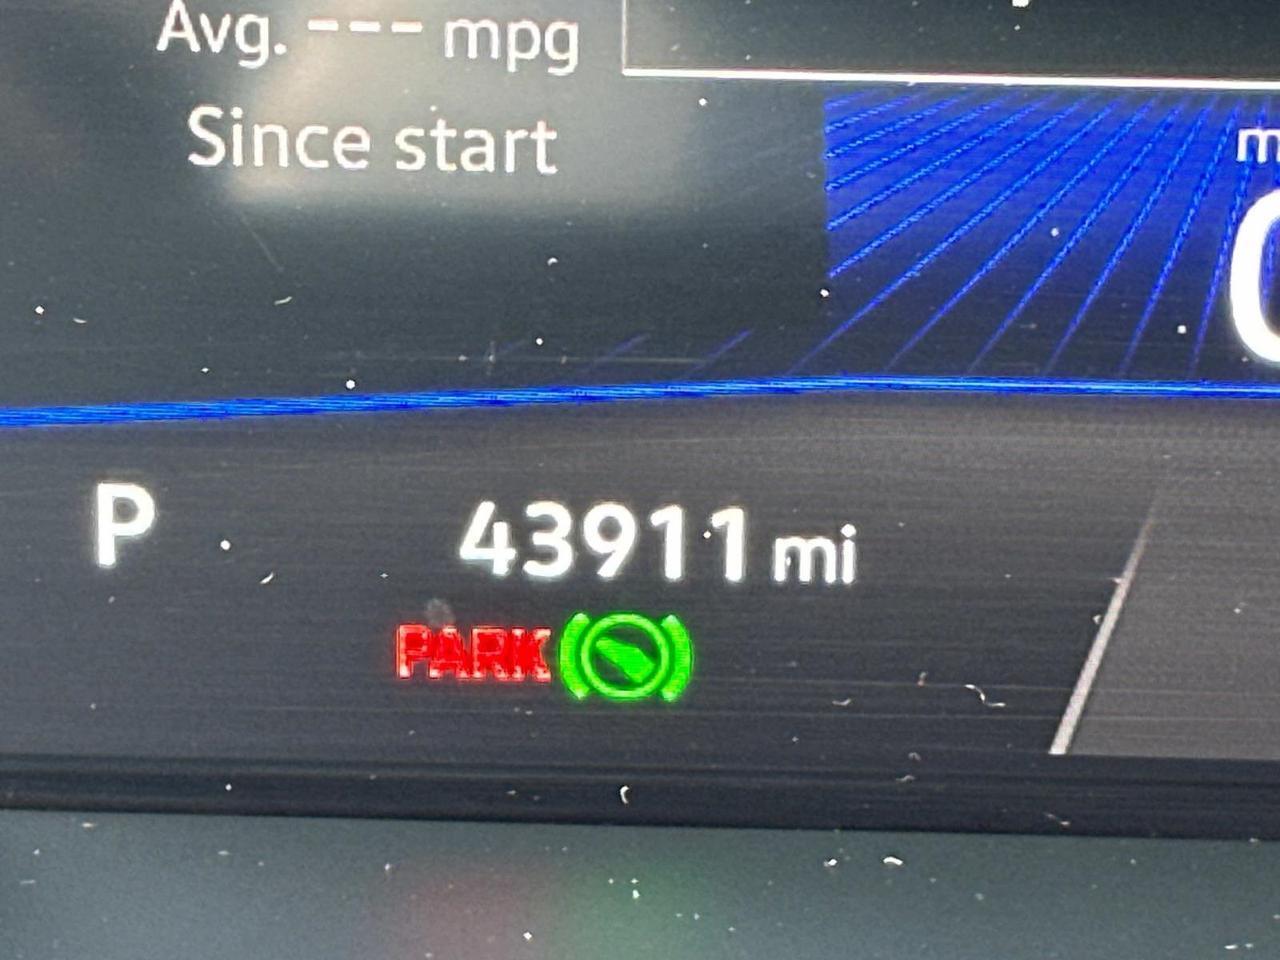 Avg. --- mpg
Since start
P
43911 mi
PARK